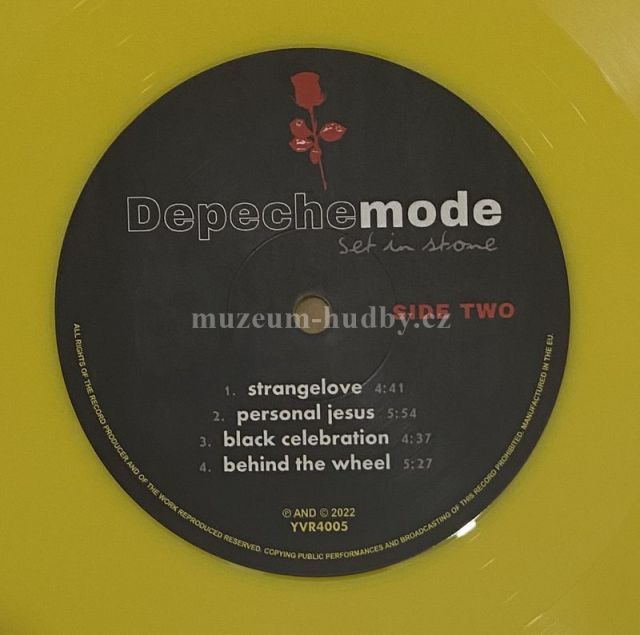 Depechemode
set in stone
SIDE TWO
muzeum-hudby.cz
1. strangelove 4:41
2. personal jesus 5:54
3. black celebration 4:37
4. behind the wheel 5:27
℗ AND © 2022
YVR4005
ALL RIGHTS OF THE RECORD PRODUCER AND OF THE WORK REPRODUCED RESERVED. COPYING PUBLIC PERFORMANCES AND BROADCASTING OF THIS RECORD PROHIBITED. MANUFACTURED IN THE EU.